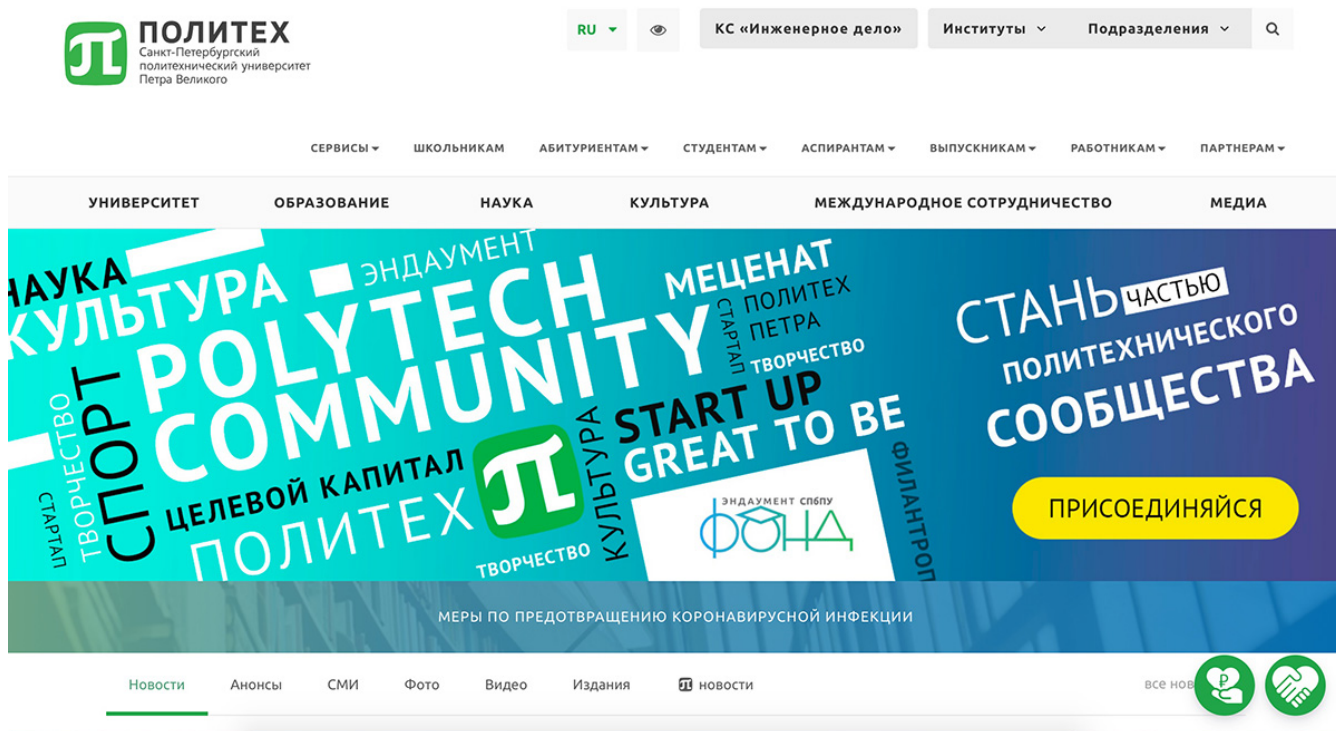 ПОЛИТЕХ
Санкт-Петербургский
политехнический университет
Петра Великого
RU
КС «Инженерное дело»
Институты
Подразделения
СЕРВИСЫ
ШКОЛЬНИКАМ
АБИТУРИЕНТАМ
СТУДЕНТАМ
АСПИРАНТАМ
ВЫПУСКНИКАМ
РАБОТНИКАМ
ПАРТНЕРАМ
УНИВЕРСИТЕТ
ОБРАЗОВАНИЕ
НАУКА
КУЛЬТУРА
МЕЖДУНАРОДНОЕ СОТРУДНИЧЕСТВО
МЕДИА
НАУКА
КУЛЬТУРА
ЭНДАУМЕНТ
POLYTECH
COMMUNITY
МЕЦЕНАТ
СТАРТАП
ПОЛИТЕХ
ПЕТРА
ТВОРЧЕСТВО
СТАРТАП
ТВОРЧЕСТВО
СПОРТ
ЦЕЛЕВОЙ КАПИТАЛ
ПОЛИТЕХ
ТВОРЧЕСТВО
КУЛЬТУРА
START UP
GREAT TO BE
ЭНДАУМЕНТ СПбПУ
ФОНД
ФИЛАНТРОП
СТАНЬ ЧАСТЬЮ
ПОЛИТЕХНИЧЕСКОГО
СООБЩЕСТВА
ПРИСОЕДИНЯЙСЯ
МЕРЫ ПО ПРЕДОТВРАЩЕНИЮ КОРОНАВИРУСНОЙ ИНФЕКЦИИ
Новости
Анонсы
СМИ
Фото
Видео
Издания
новости
все нов